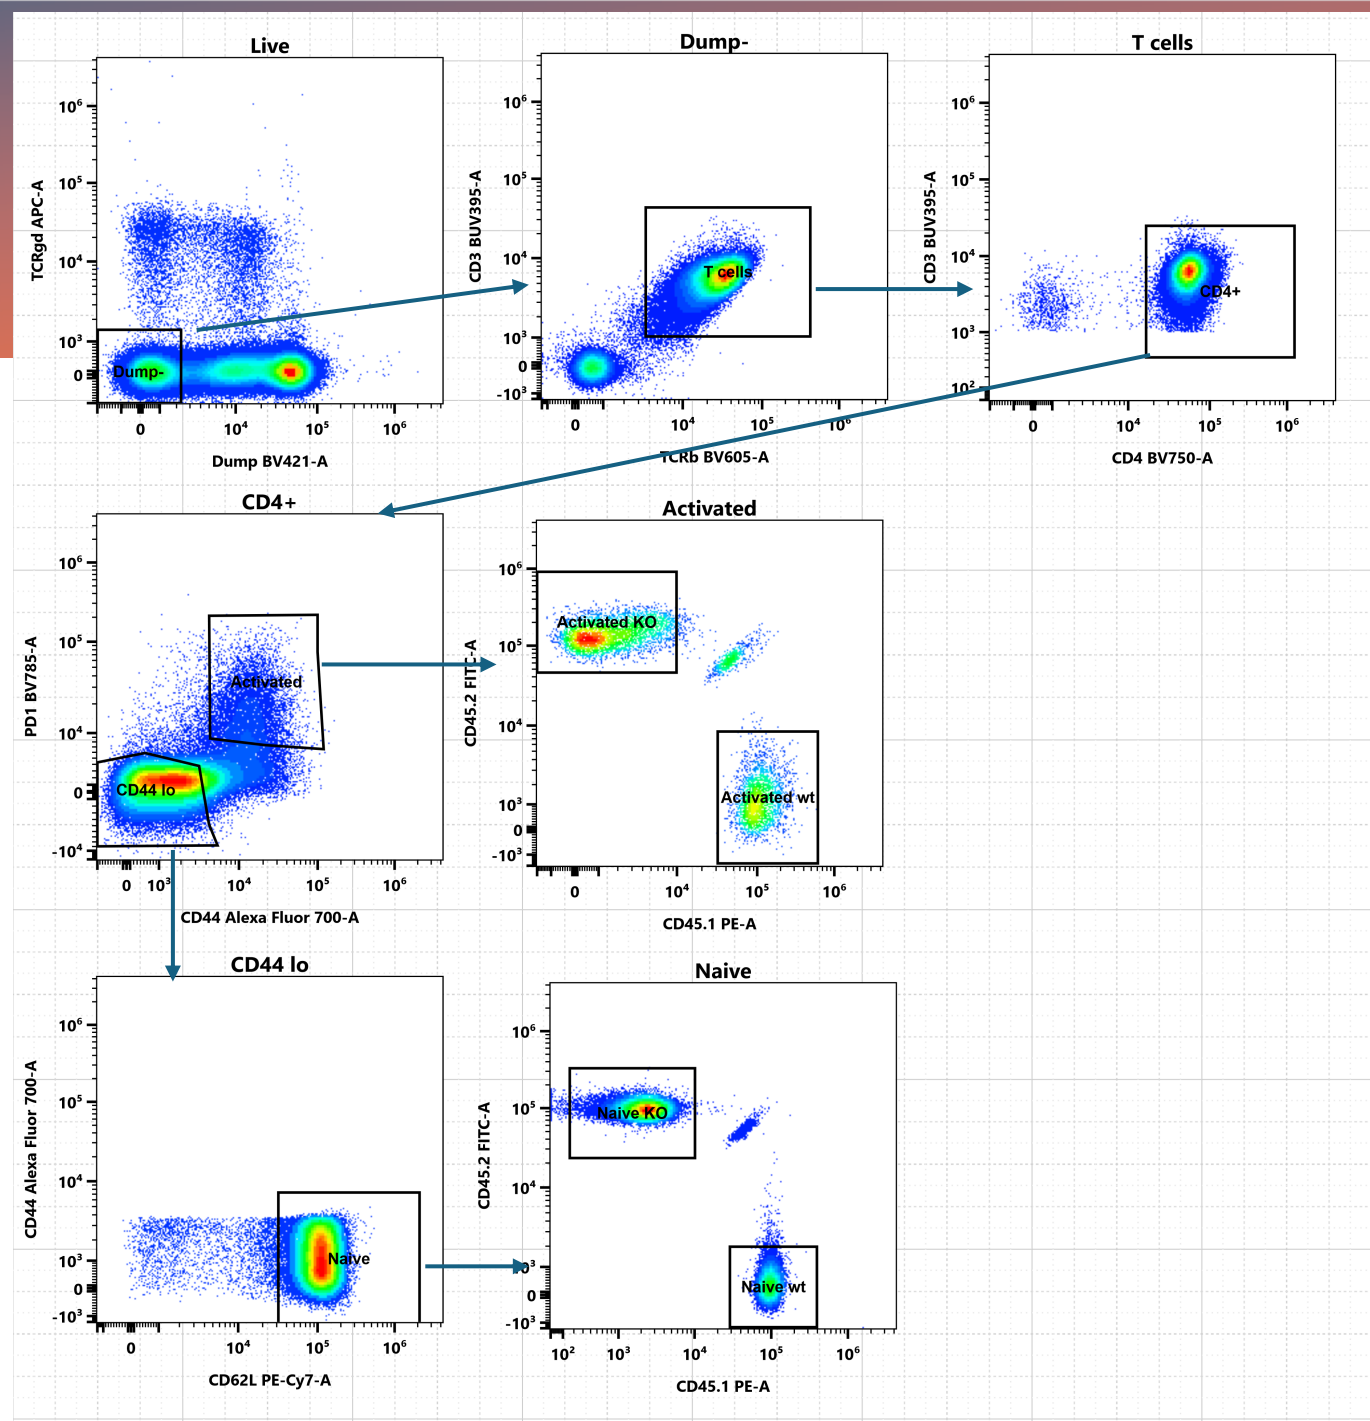 Live
Dump-
T cells
10⁶
10⁵
10⁴
10³
0
TCRgd APC-A
Dump-
0
10⁴
10⁵
10⁶
Dump BV421-A
10⁶
10⁵
10⁴
10³
0
-10³
CD3 BUV395-A
T cells
0
10⁴
10⁵
10⁶
TCRb BV605-A
10⁶
10⁵
10⁴
10³
10²
CD3 BUV395-A
CD4+
0
10⁴
10⁵
10⁶
CD4 BV750-A
CD4+
Activated
10⁶
10⁵
10⁴
0
-10⁴
PD1 BV785-A
Activated
CD44 lo
0
10³
10⁴
10⁵
10⁶
CD44 Alexa Fluor 700-A
10⁶
10⁵
10⁴
10³
0
-10³
CD45.2 FITC-A
Activated KO
Activated wt
0
10⁴
10⁵
10⁶
CD45.1 PE-A
CD44 lo
Naive
10⁶
10⁵
10⁴
10³
0
-10³
CD44 Alexa Fluor 700-A
Naive
0
10⁴
10⁵
10⁶
CD62L PE-Cy7-A
10⁶
10⁵
10⁴
10³
0
-10³
CD45.2 FITC-A
Naive KO
Naive wt
10²
10³
10⁴
10⁵
10⁶
CD45.1 PE-A